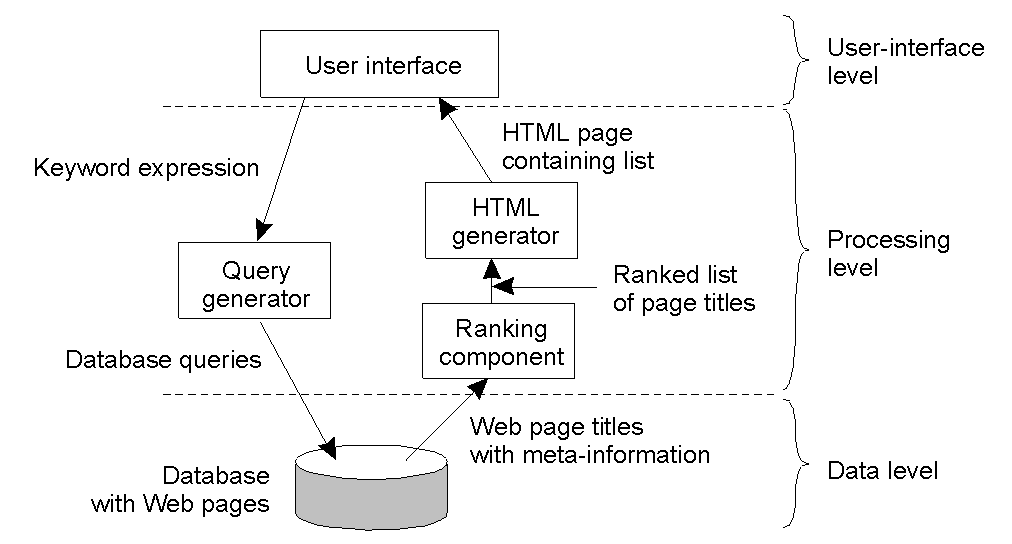 User interface
User-interface
level
HTML page
containing list
Keyword expression
HTML
generator
Processing
level
Query
generator
Ranked list
of page titles
Ranking
component
Database queries
Web page titles
with meta-information
Database
with Web pages
Data level